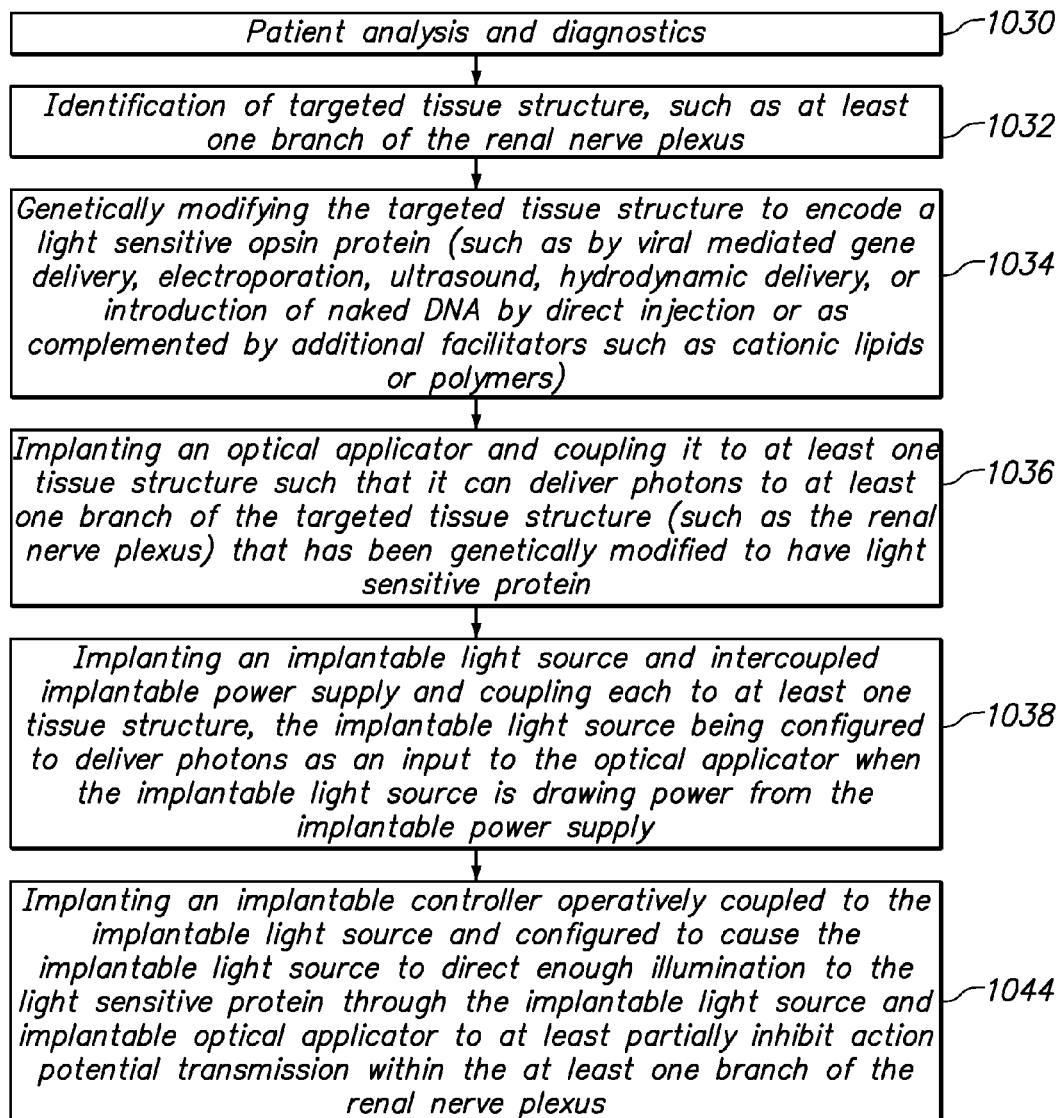 Patient analysis and diagnostics
1030
Identification of targeted tissue structure, such as at least
one branch of the renal nerve plexus
1032
Genetically modifying the targeted tissue structure to encode a
light sensitive opsin protein (such as by viral mediated gene
delivery, electroporation, ultrasound, hydrodynamic delivery, or
introduction of naked DNA by direct injection or as
complemented by additional facilitators such as cationic lipids
or polymers)
1034
Implanting an optical applicator and coupling it to at least one
tissue structure such that it can deliver photons to at least
one branch of the targeted tissue structure (such as the renal
nerve plexus) that has been genetically modified to have light
sensitive protein
1036
Implanting an implantable light source and intercoupled
implantable power supply and coupling each to at least one
tissue structure, the implantable light source being configured
to deliver photons as an input to the optical applicator when
the implantable light source is drawing power from the
implantable power supply
1038
Implanting an implantable controller operatively coupled to the
implantable light source and configured to cause the
implantable light source to direct enough illumination to the
light sensitive protein through the implantable light source and
implantable optical applicator to at least partially inhibit action
potential transmission within the at least one branch of the
renal nerve plexus
1044